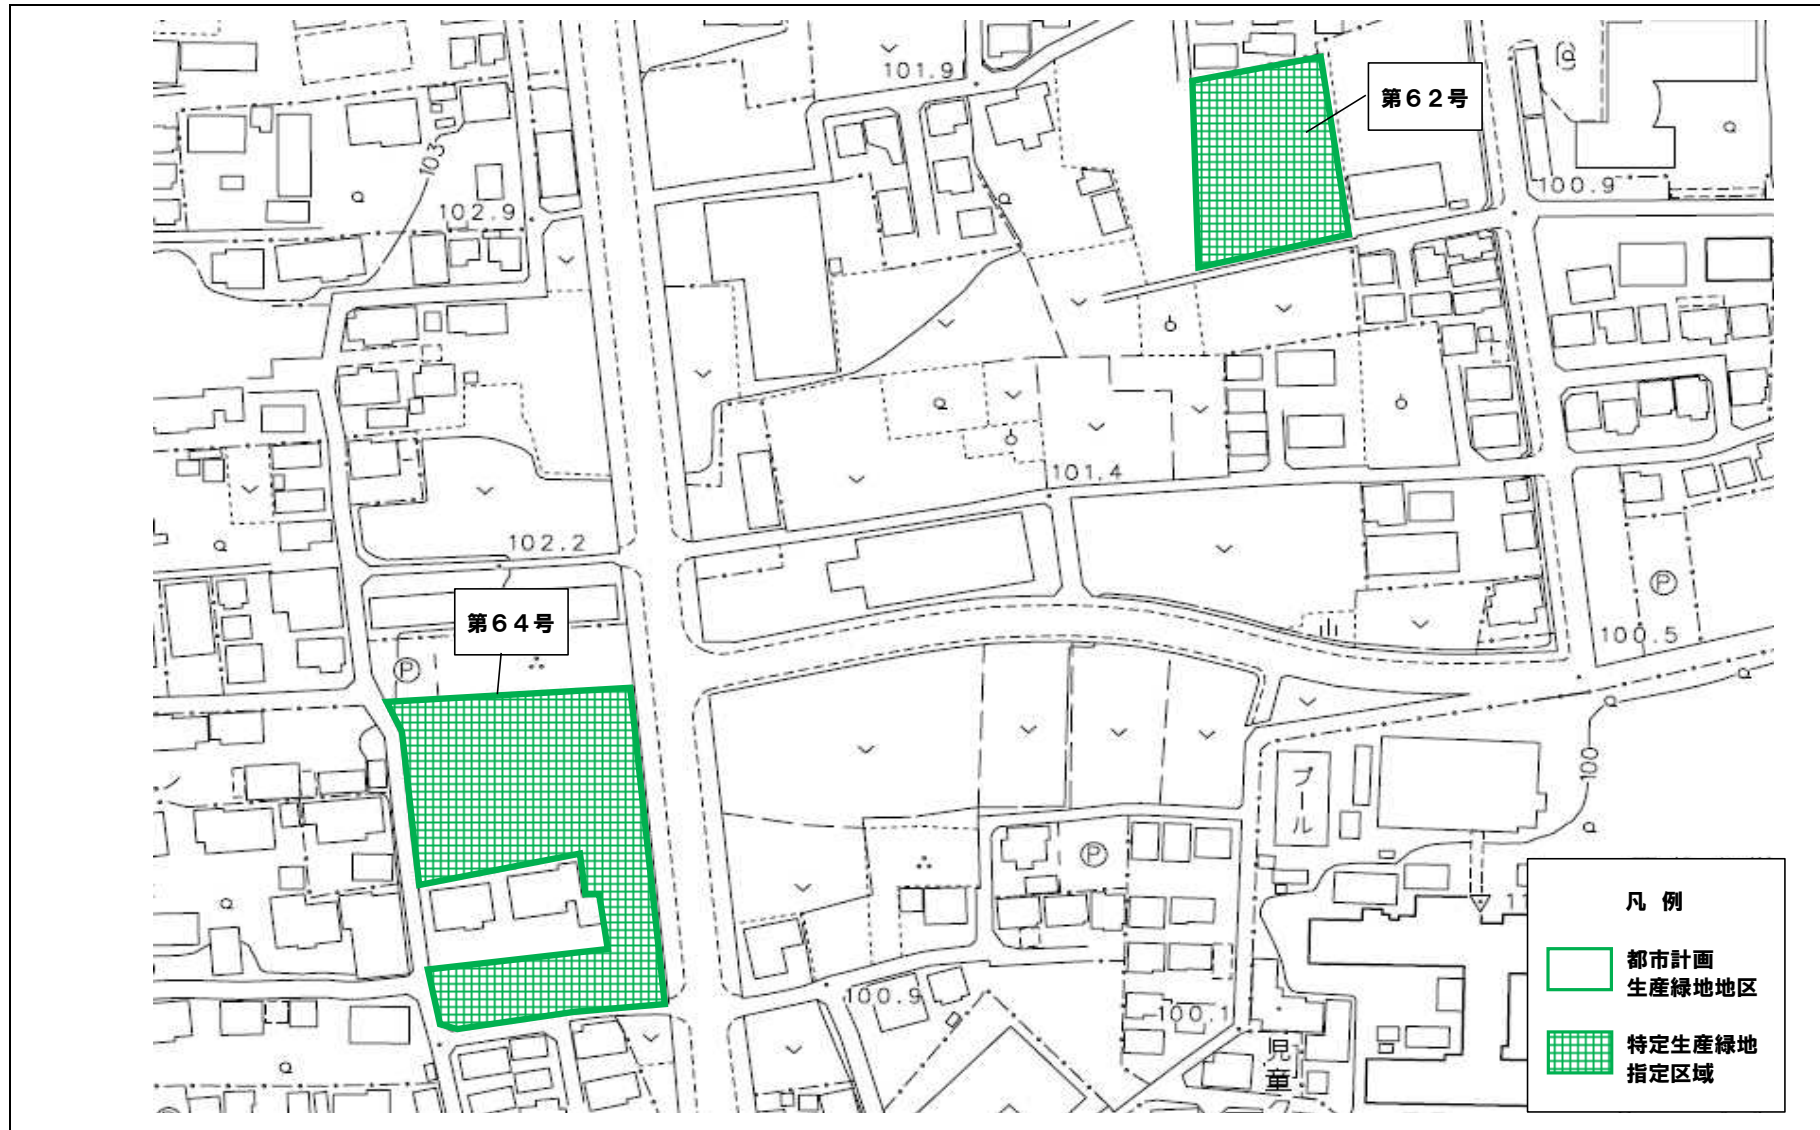 101.9
第62号
103
102.9
100.9
101.4
102.2
第64号
P
P
100.5
P
プール
100
100.9
100.1
児童
凡 例
都市計画
生産緑地地区
特定生産緑地
指定区域